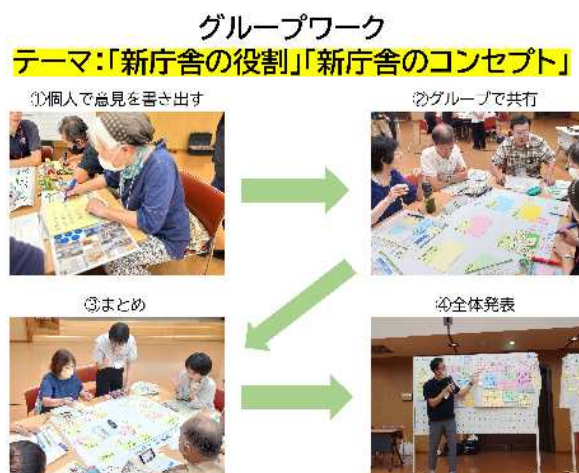 グループワーク
テーマ:「新庁舎の役割」「新庁舎のコンセプト」
①個人で意見を書き出す
②グループで共有
③まとめ
④全体発表